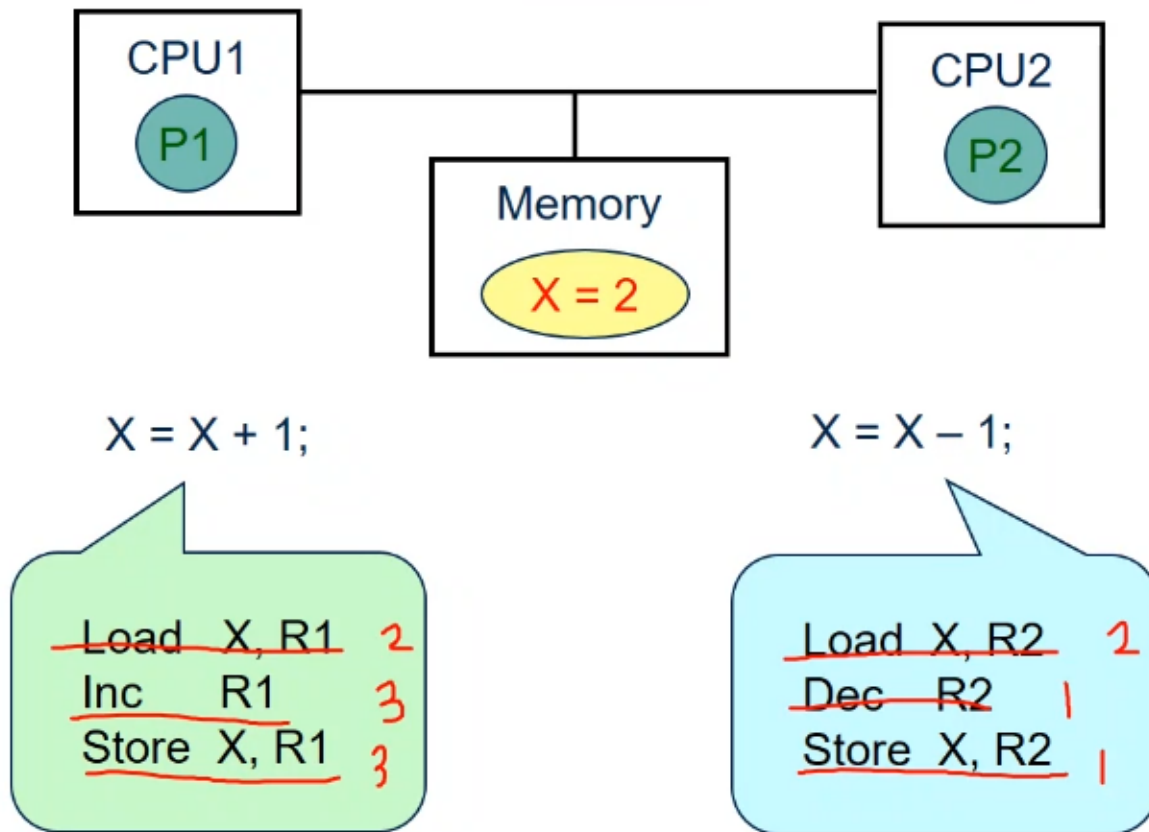 CPU1
P1
CPU2
P2
Memory
X = 2
X = X + 1;
X = X – 1;
Load X, R1 2
Inc R1 3
Store X, R1 3
Load X, R2 2
Dec R2 1
Store X, R2 1